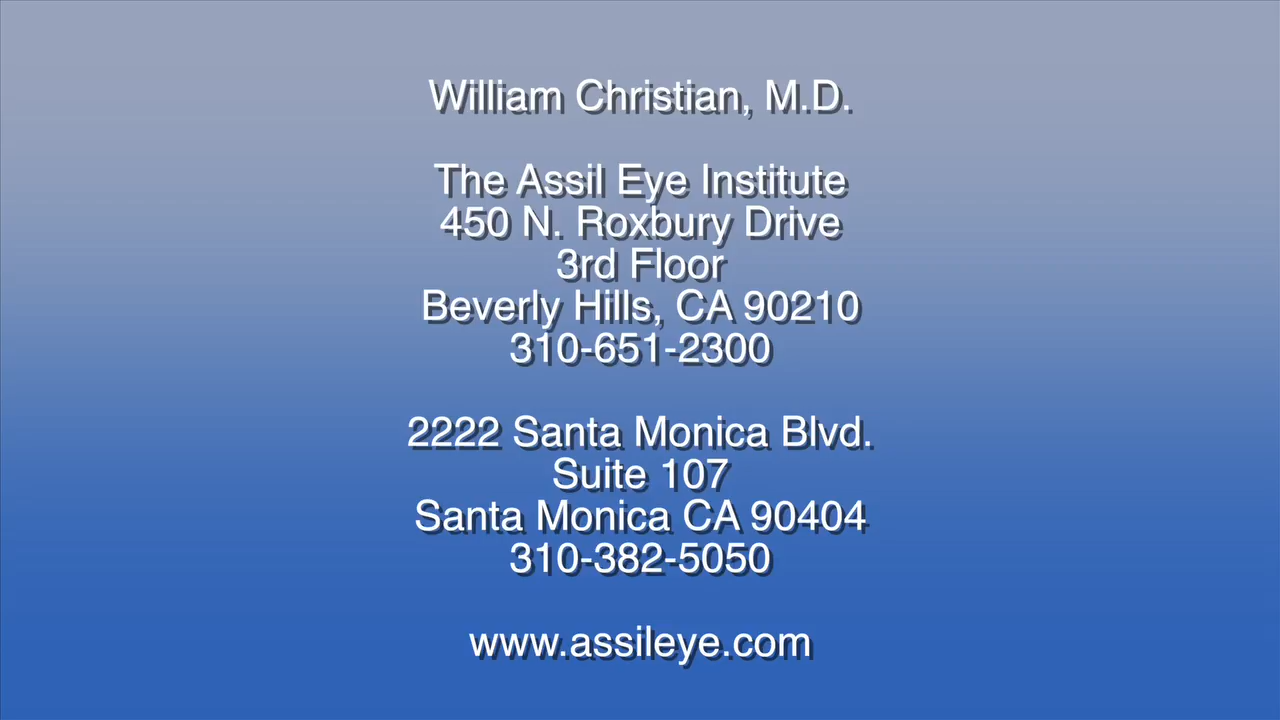 William Christian, M.D.
The Assil Eye Institute
450 N. Roxbury Drive
3rd Floor
Beverly Hills, CA 90210
310-651-2300
2222 Santa Monica Blvd.
Suite 107
Santa Monica CA 90404
310-382-5050
www.assileye.com